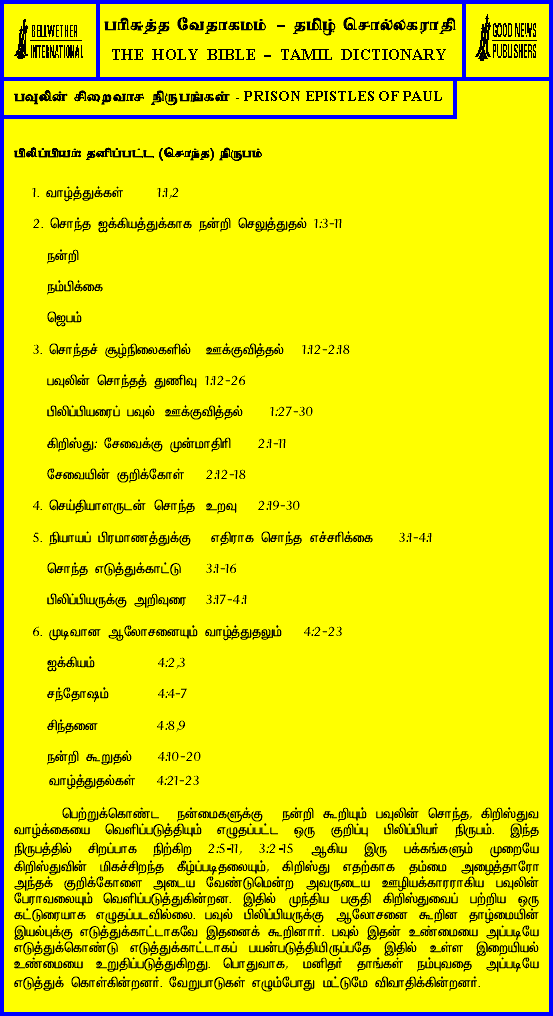 BELLWETHER
INTERNATIONAL
பரிசுத்த வேதாகமம் – தமிழ் சொல்லகராதி
THE HOLY BIBLE – TAMIL DICTIONARY
GOOD NEWS
PUBLISHERS
பவுலின் சிறைவாச நிருபங்கள் - PRISON EPISTLES OF PAUL
பிலிப்பியர்: தனிப்பட்ட (சொந்த) நிருபம்
1. வாழ்த்துக்கள் 1:1,2
2. சொந்த ஐக்கியத்துக்காக நன்றி செலுத்துதல் 1:3-11
நன்றி
நம்பிக்கை
ஜெபம்
3. சொந்தச் சூழ்நிலைகளில் ஊக்குவித்தல் 1:12-2:18
பவுலின் சொந்தத் துணிவு 1:12-26
பிலிப்பியரைப் பவுல் ஊக்குவித்தல் 1:27-30
கிறிஸ்து: சேவைக்கு முன்மாதிரி 2:1-11
சேவையின் குறிக்கோள் 2:12-18
4. செய்தியாளருடன் சொந்த உறவு 2:19-30
5. நியாயப் பிரமாணத்துக்கு எதிராக சொந்த எச்சரிக்கை 3:1-4:1
சொந்த எடுத்துக்காட்டு 3:1-16
பிலிப்பியருக்கு அறிவுரை 3:17-4:1
6. முடிவான ஆலோசனையும் வாழ்த்துதலும் 4:2-23
ஐக்கியம் 4:2,3
சந்தோஷம் 4:4-7
சிந்தனை 4:8,9
நன்றி கூறுதல் 4:10-20
வாழ்த்துதல்கள் 4:21-23
பெற்றுக்கொண்ட நன்மைகளுக்கு நன்றி கூறியும் பவுலின் சொந்த, கிறிஸ்துவ
வாழ்க்கையை வெளிப்படுத்தியும் எழுதப்பட்ட ஒரு குறிப்பு பிலிப்பியர் நிருபம். இந்த
நிருபத்தில் சிறப்பாக நிற்கிற 2:5-11, 3:2-15 ஆகிய இரு பக்கங்களும் முறையே
கிறிஸ்துவின் மிகச்சிறந்த கீழ்ப்படிதலையும், கிறிஸ்து எதற்காக தம்மை அழைத்தாரோ
அந்தக் குறிக்கோளை அடைய வேண்டுமென்ற அவருடைய ஊழியக்காரராகிய பவுலின்
பேராவலையும் வெளிப்படுத்துகின்றன. இதில் முந்திய பகுதி கிறிஸ்துவைப் பற்றிய ஒரு
கட்டுரையாக எழுதப்படவில்லை. பவுல் பிலிப்பியருக்கு ஆலோசனை கூறின தாழ்மையின்
இயல்புக்கு எடுத்துக்காட்டாகவே இதனைக் கூறினார். பவுல் இதன் உண்மையை அப்படியே
எடுத்துக்கொண்டு எடுத்துக்காட்டாகப் பயன்படுத்தியிருப்பதே இதில் உள்ள இறையியல்
உண்மையை உறுதிப்படுத்துகிறது. பொதுவாக, மனிதர் தாங்கள் நம்புவதை அப்படியே
எடுத்துக் கொள்கின்றனர். வேறுபாடுகள் எழும்போது மட்டுமே விவாதிக்கின்றனர்.